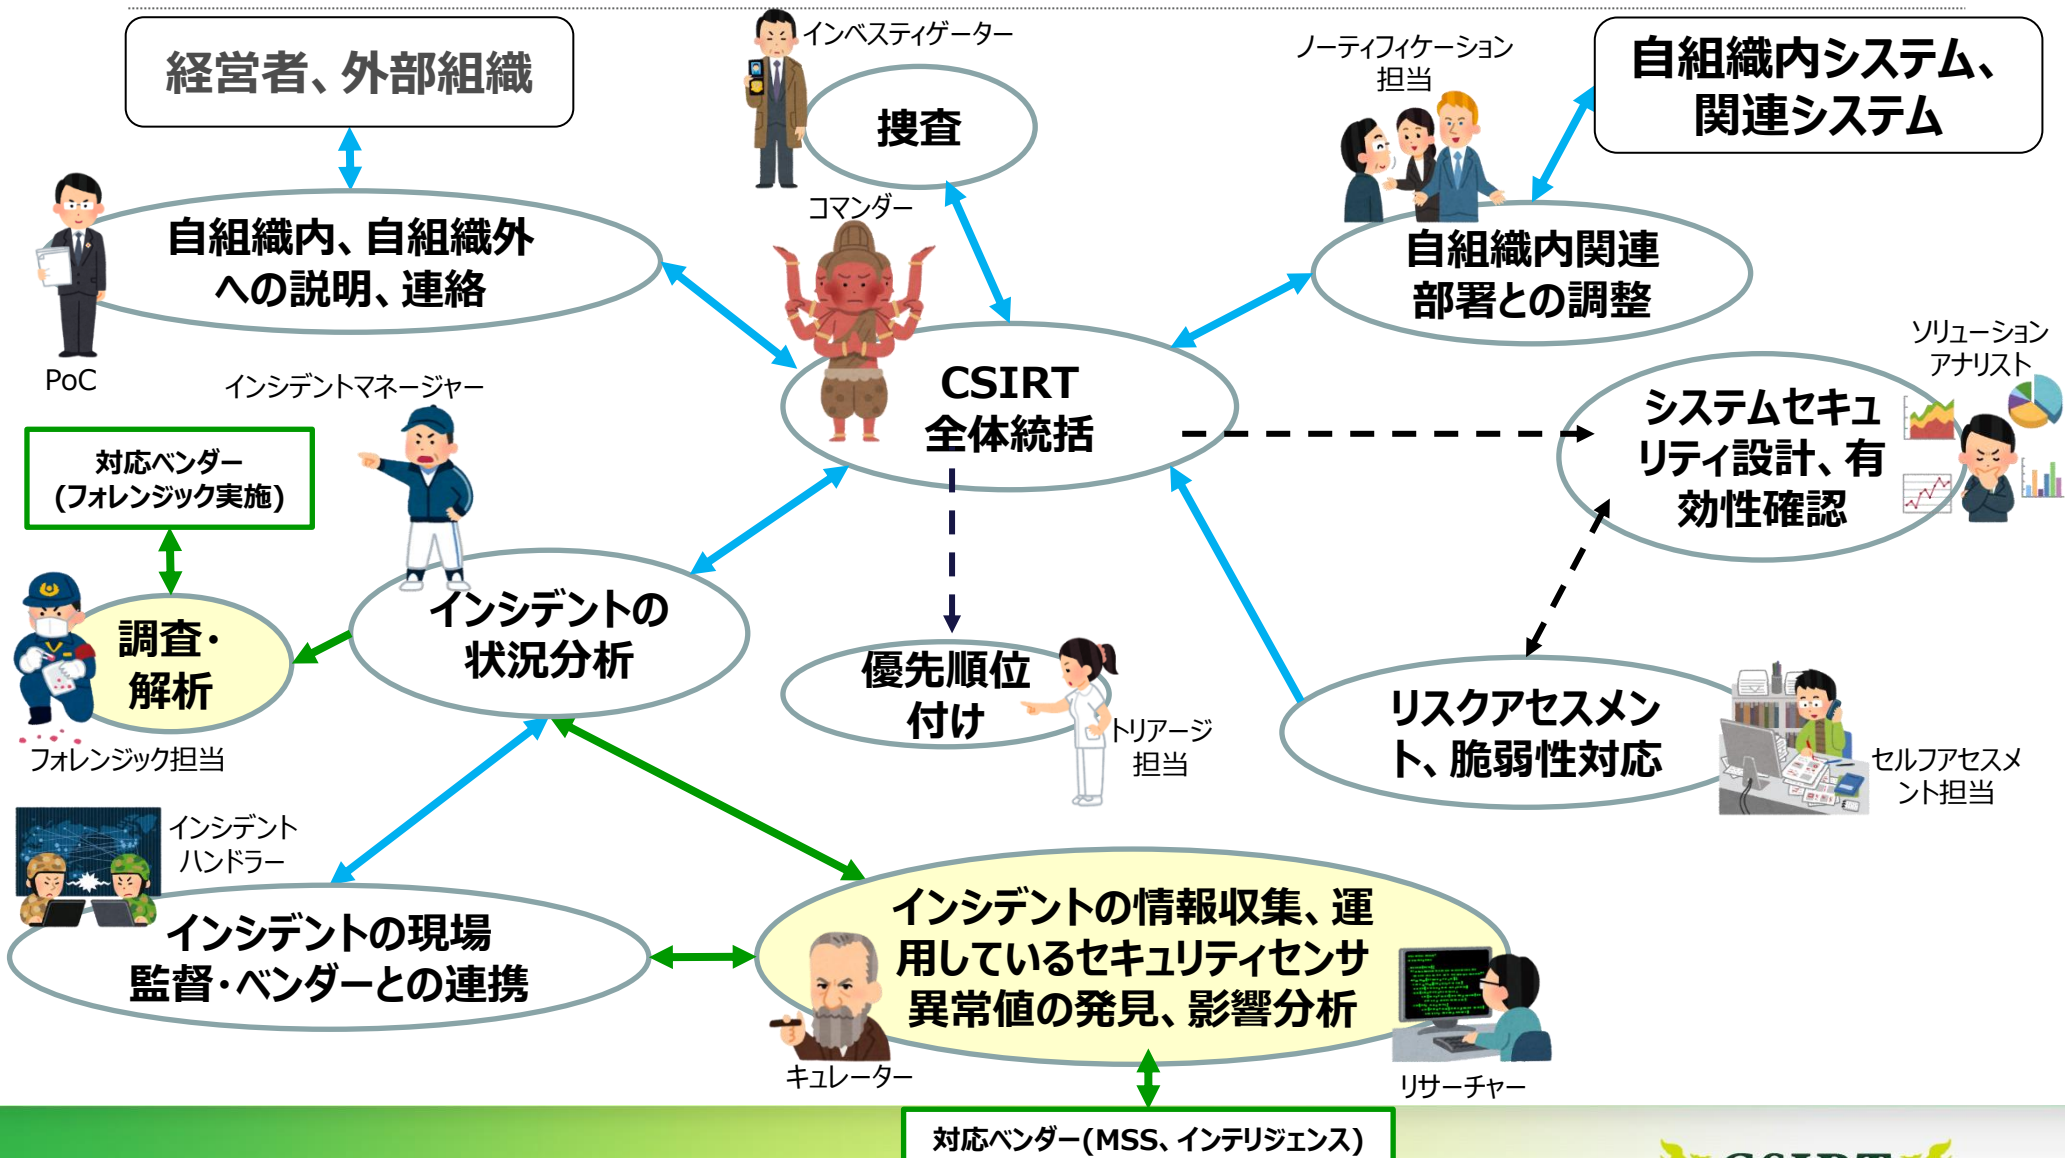 経営者、外部組織
インベスティゲーター
捜査
ノーティフィケーション
担当
自組織内システム、
関連システム
自組織内、自組織外
への説明、連絡
PoC
コマンダー
自組織内関連
部署との調整
CSIRT
全体統括
ソリューション
アナリスト
システムセキュ
リティ設計、有
効性確認
インシデントマネージャー
対応ベンダー
(フォレンジック実施)
調査・
解析
フォレンジック担当
インシデントの
状況分析
優先順位
付け
トリアージ
担当
リスクアセスメン
ト、脆弱性対応
セルフアセスメ
ント担当
インシデント
ハンドラー
インシデントの現場
監督・ベンダーとの連携
インシデントの情報収集、運
用しているセキュリティセンサ
異常値の発見、影響分析
キュレーター
リサーチャー
対応ベンダー(MSS、インテリジェンス)
CSIRT